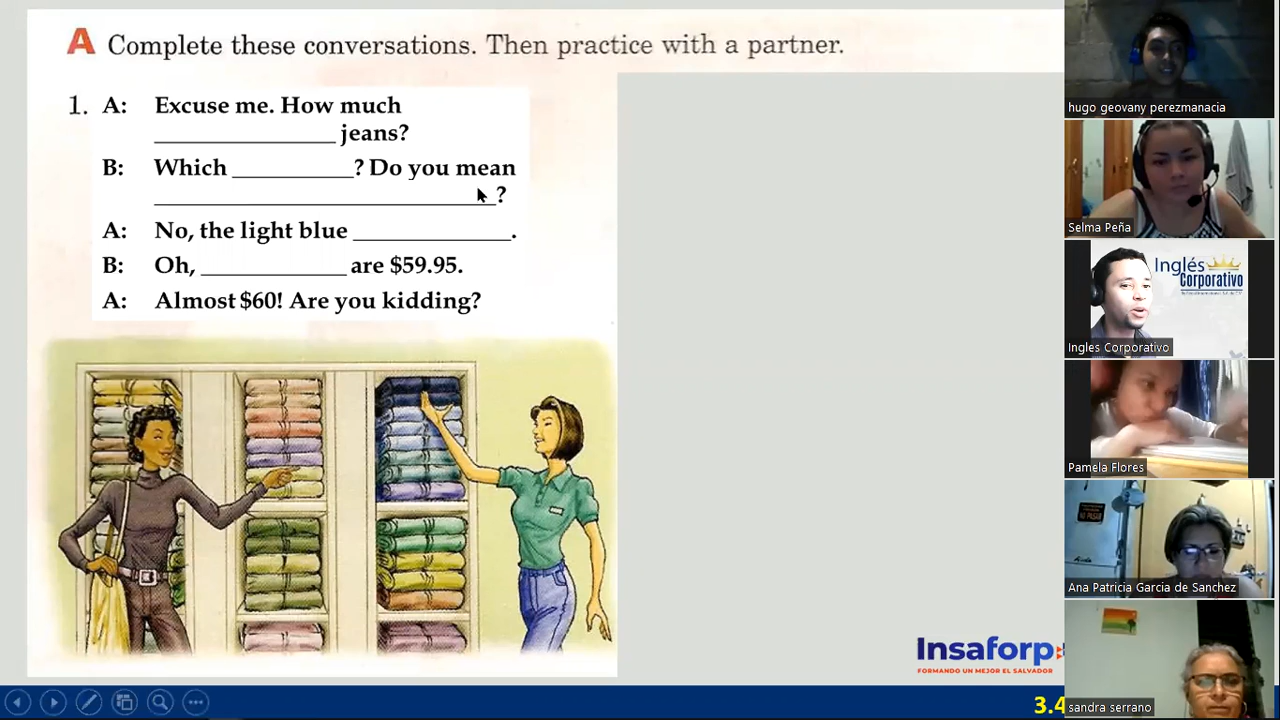 A Complete these conversations. Then practice with a partner.
1. A: Excuse me. How much
_______________ jeans?
B: Which __________? Do you mean
____________________________?
A: No, the light blue _____________.
B: Oh, ____________ are $59.95.
A: Almost $60! Are you kidding?
Insaforp
FORMANDO UN MEJOR EL SALVADOR
3.4
hugo geovany perezmanacia
Selma Peña
Inglés
Corporativo
Ingles Corporativo
Pamela Flores
Ana Patricia Garcia de Sanchez
sandra serrano